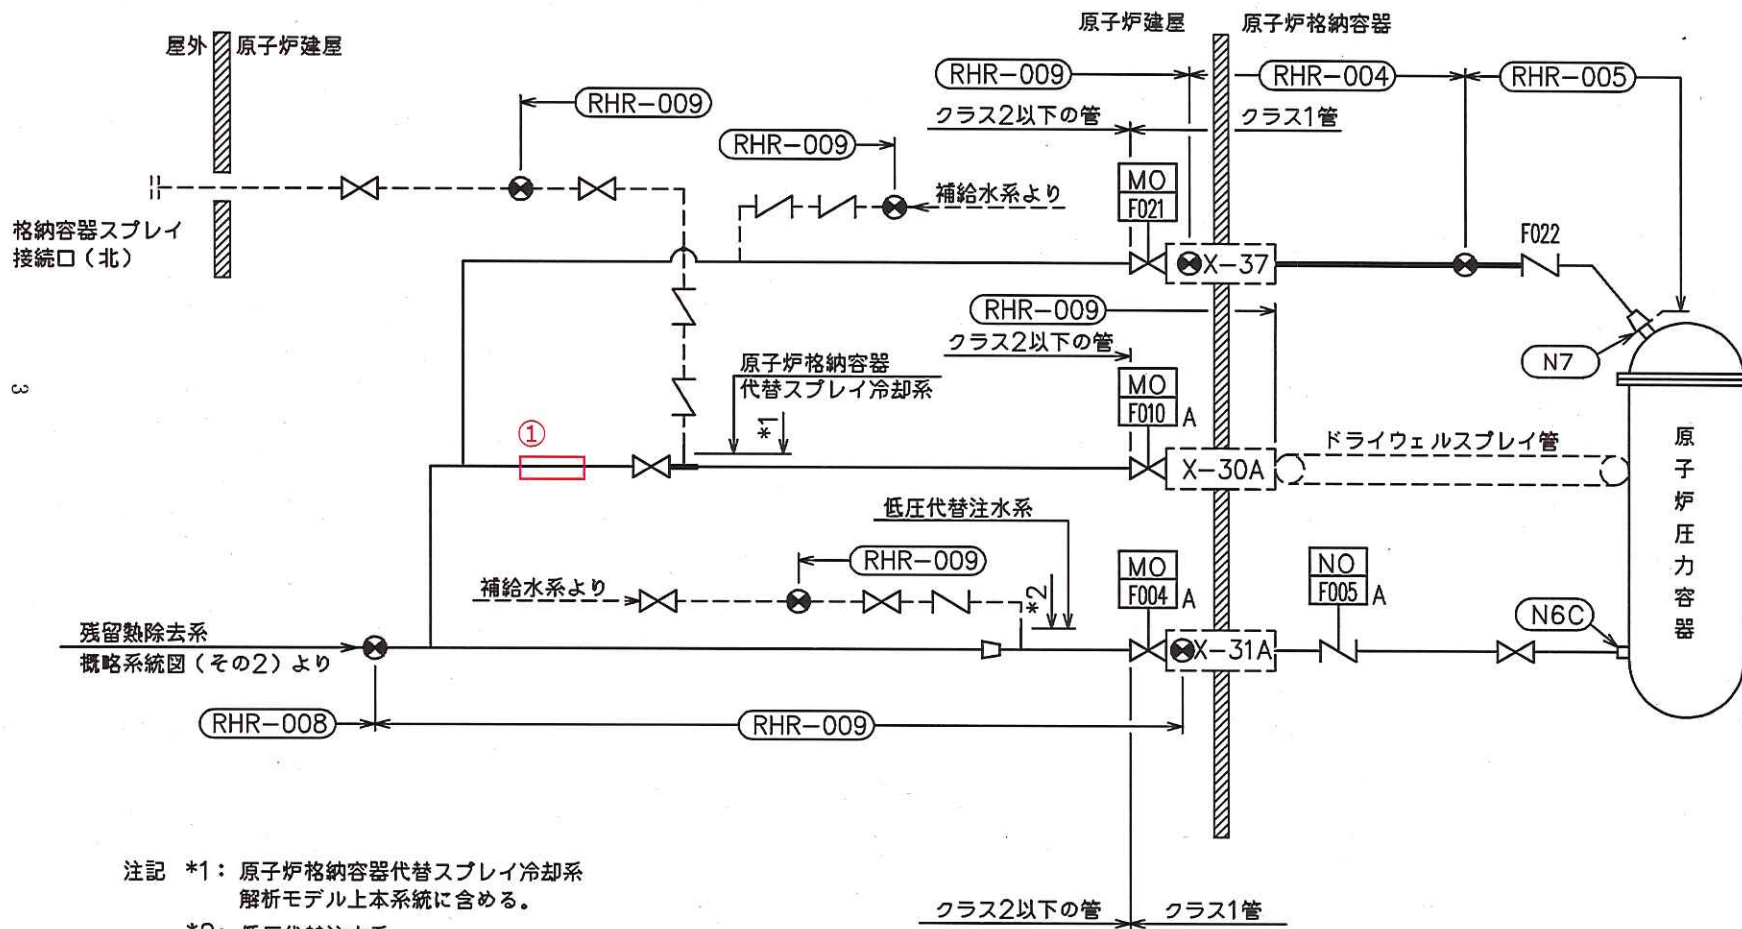 原子炉建屋
原子炉格納容器
屋外
原子炉建屋
RHR-009
RHR-004
RHR-005
RHR-009
クラス2以下の管
クラス1管
RHR-009
MO
F021
補給水系より
格納容器スプレイ
接続口(北)
F022
X-37
RHR-009
クラス2以下の管
N7
原子炉格納容器
代替スプレイ冷却系
3
MO
F010
A
*1
①
ドライウェルスプレイ管
X-30A
原子炉圧力容器
低圧代替注水系
RHR-009
MO
F004
A
NO
F005
A
補給水系より
*2
N6C
残留熱除去系
概略系統図(その2)より
X-31A
RHR-008
RHR-009
注記 *1: 原子炉格納容器代替スプレイ冷却系
解析モデル上本系統に含める。
クラス2以下の管
クラス1管
*2: 低圧代替注水系